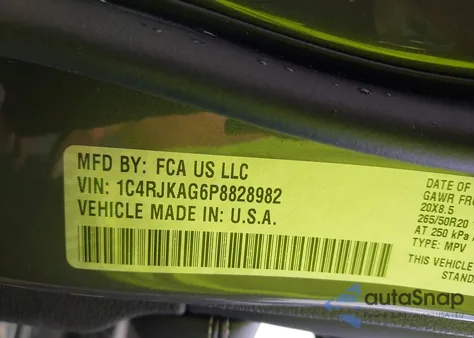 MFD BY: FCA US LLC
VIN: 1C4RJKAG6P8828982
VEHICLE MADE IN: U.S.A.
DATE OF
GAWR FRO
20X8.5
265/50R20
AT 250 kPa
TYPE: MPV
THIS VEHICLE
STAND
autoSnap